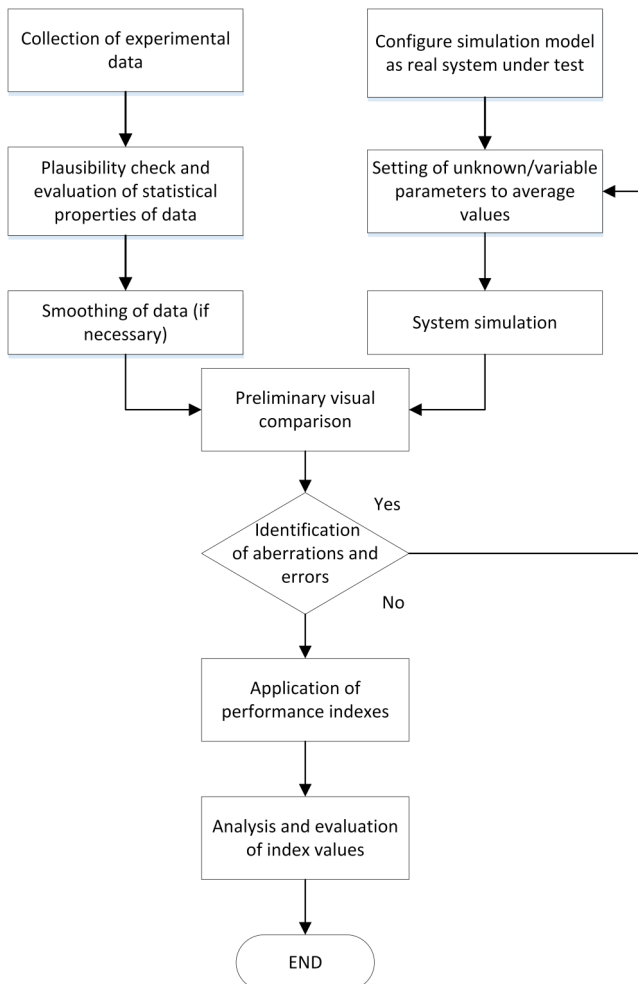 Collection of experimental
data
Configure simulation model
as real system under test
Plausibility check and
evaluation of statistical
properties of data
Setting of unknown/variable
parameters to average
values
Smoothing of data (if
necessary)
System simulation
Preliminary visual
comparison
Yes
Identification
of aberrations and
errors
No
Application of
performance indexes
Analysis and evaluation
of index values
END